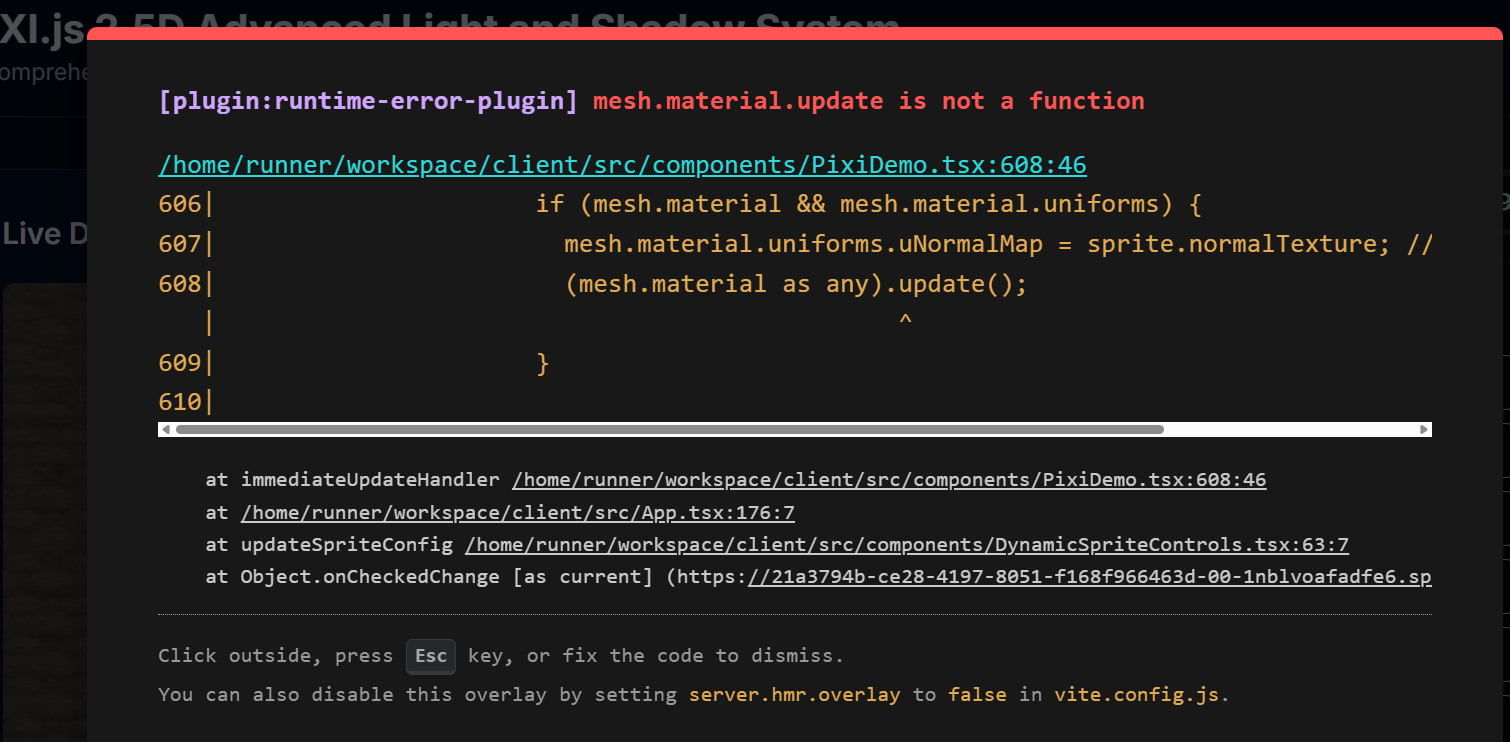 XI.js 2.5D Advanced Light and Shadow System
omprehe
Live D
[plugin:runtime-error-plugin] mesh.material.update is not a function
/home/runner/workspace/client/src/components/PixiDemo.tsx:608:46
606|                      if (mesh.material && mesh.material.uniforms) {
607|                        mesh.material.uniforms.uNormalMap = sprite.normalTexture; //
608|                        (mesh.material as any).update();
   |                                               ^
609|                      }
610|
at immediateUpdateHandler /home/runner/workspace/client/src/components/PixiDemo.tsx:608:46
at /home/runner/workspace/client/src/App.tsx:176:7
at updateSpriteConfig /home/runner/workspace/client/src/components/DynamicSpriteControls.tsx:63:7
at Object.onCheckedChange [as current] (https://21a3794b-ce28-4197-8051-f168f966463d-00-1nblvoafadfe6.sp
Click outside, press Esc key, or fix the code to dismiss.
You can also disable this overlay by setting server.hmr.overlay to false in vite.config.js.